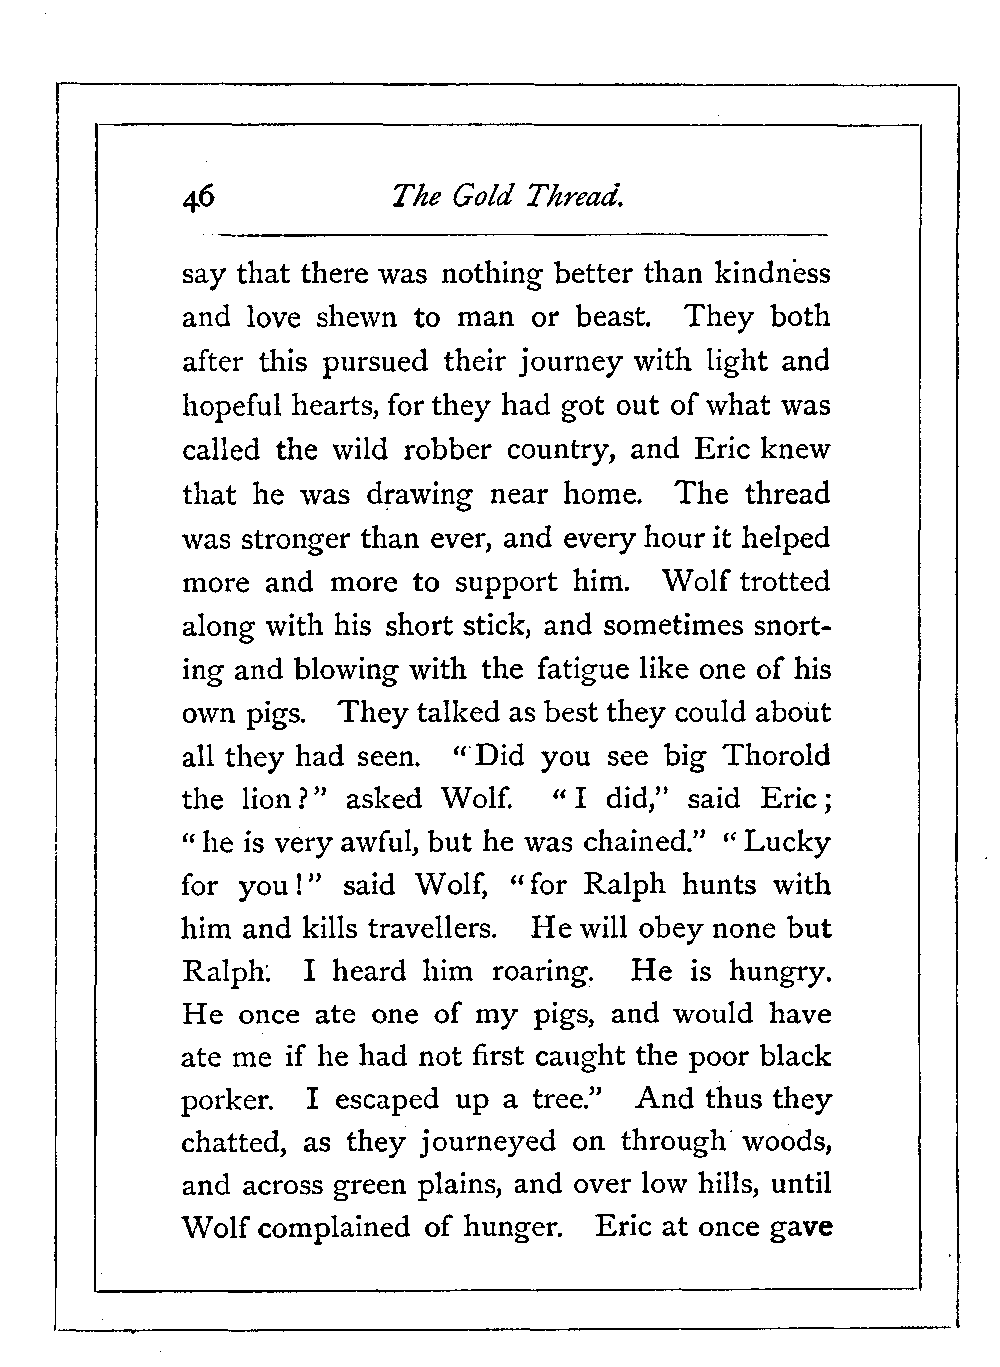 46 The Gold Thread.
say that there was nothing better than kindness
and love shewn to man or beast. They both
after this pursued their journey with light and
hopeful hearts, for they had got out of what was
called the wild robber country, and Eric knew
that he was drawing near home. The thread
was stronger than ever, and every hour it helped
more and more to support him. Wolf trotted
along with his short stick, and sometimes snort-
ing and blowing with the fatigue like one of his
own pigs. They talked as best they could about
all they had seen. "Did you see big Thorold
the lion?" asked Wolf. "I did," said Eric;
"he is very awful, but he was chained." "Lucky
for you!" said Wolf, "for Ralph hunts with
him and kills travellers. He will obey none but
Ralph. I heard him roaring. He is hungry.
He once ate one of my pigs, and would have
ate me if he had not first caught the poor black
porker. I escaped up a tree." And thus they
chatted, as they journeyed on through woods,
and across green plains, and over low hills, until
Wolf complained of hunger. Eric at once gave